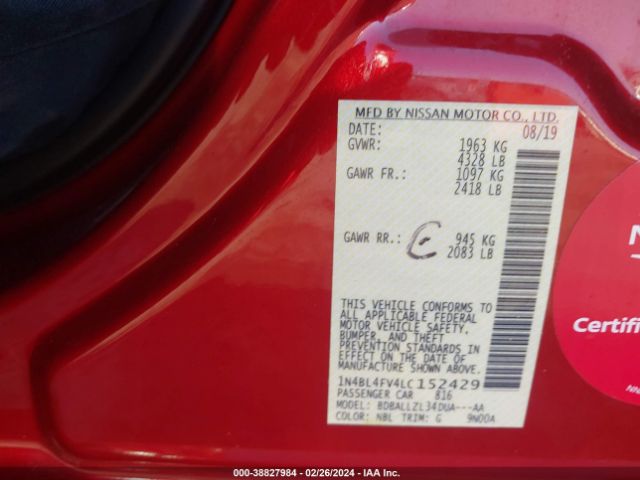 MFD BY NISSAN MOTOR CO., LTD.
DATE: 08/19
GVWR: 1963 KG
4328 LB
GAWR FR.: 1097 KG
2418 LB
GAWR RR.: 945 KG
2083 LB
THIS VEHICLE CONFORMS TO
ALL APPLICABLE FEDERAL
MOTOR VEHICLE SAFETY,
BUMPER, AND THEFT
PREVENTION STANDARDS IN
EFFECT ON THE DATE OF
MANUFACTURE SHOWN ABOVE.
1N4BL4FV4LC152429
PASSENGER CAR 816
MODEL: BDBALLZL34DUA---AA
COLOR: NBL TRIM: G 9N00A
Certifi
000-38827984 / 02/26/2024 - IAA Inc.